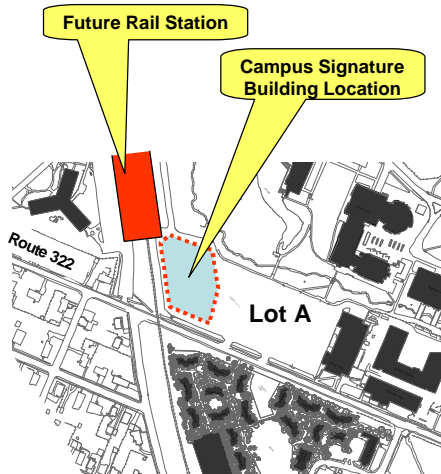 Future Rail Station
Campus Signature
Building Location
Route 322
Lot A